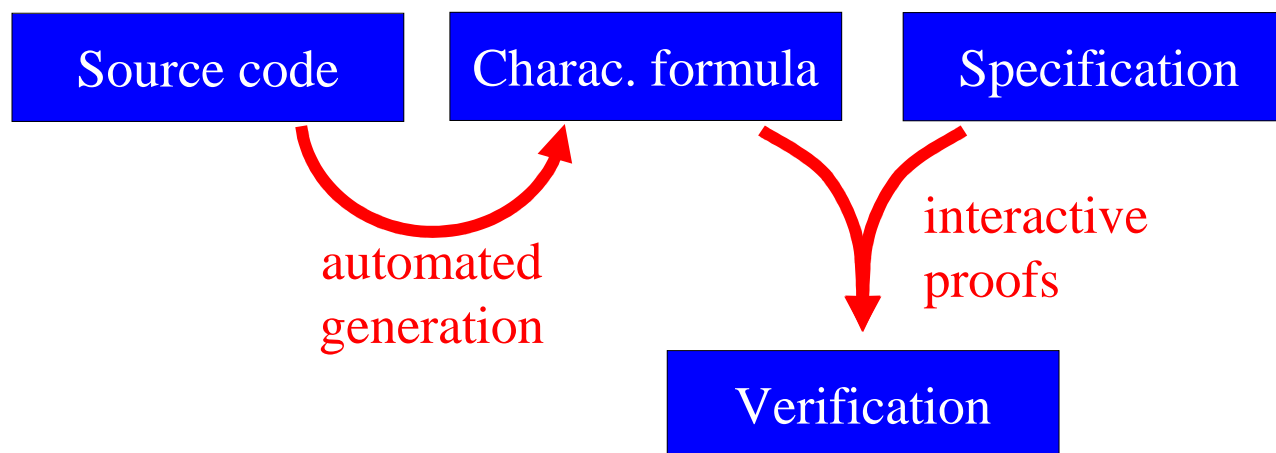 Source code
Charac. formula
Specification
automated
generation
interactive
proofs
Verification